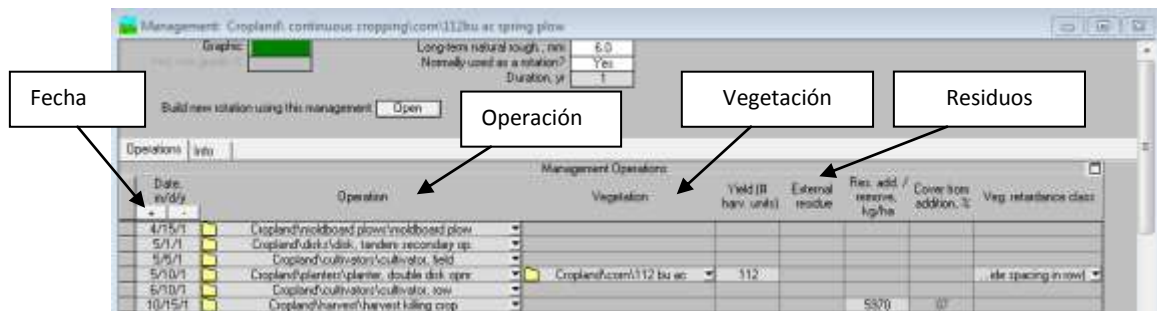 Management: Cropland\ continuous cropping\corn\112bu ac spring plow
Graphic
Long-term natural rough., mm 6.0
Normally used as a rotation? Yes
Duration, yr 1
Fecha
Operación
Vegetación
Residuos
Build new rotation using this management Open
Operations Info
Management Operations
Date, m/d/y
Operation
Vegetation
Yield (# harv. units)
External residue
Res. add. / remove, kg/ha
Cover from addition, %
Veg. retardance class
+ -
4/15/1 Cropland\moldboard plows\moldboard plow
5/1/1 Cropland\disks\disk, tandem secondary op.
5/5/1 Cropland\cultivators\cultivator, field
5/10/1 Cropland\planters\planter, double disk opnr Cropland\corn\112 bu ac 112 ide spacing in row)
6/10/1 Cropland\cultivators\cultivator, row
10/15/1 Cropland\harvest\harvest killing crop 5970